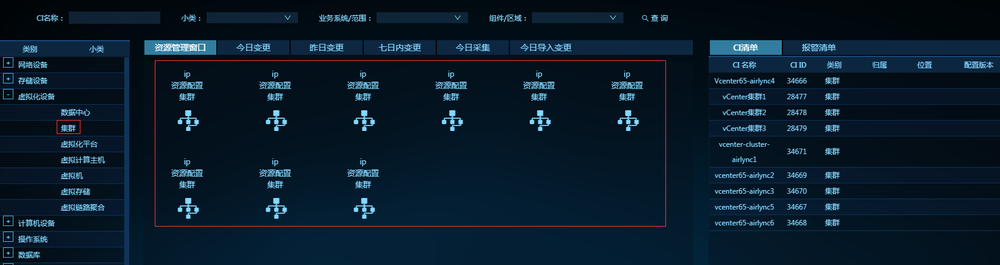 CI名称： 小类： 业务系统/范围： 组件/区域： 查 询
类别 小类
+ 网络设备
+ 存储设备
- 虚拟化设备
数据中心
集群
虚拟化平台
虚拟计算主机
虚拟机
虚拟存储
虚拟链路聚合
+ 计算机设备
+ 操作系统
+ 数据库
资源管理窗口 今日变更 昨日变更 七日内变更 今日采集 今日导入变更
ip ip ip ip ip ip
资源配置 资源配置 资源配置 资源配置 资源配置 资源配置
集群 集群 集群 集群 集群 集群
ip ip ip
资源配置 资源配置 资源配置
集群 集群 集群
CI清单 报警清单
CI 名称 CI ID 类别 归属 位置 配置版本
Vcenter65-airlync4 34666 集群
vCenter集群1 28477 集群
vCenter集群2 28478 集群
vCenter集群3 28479 集群
vcenter-cluster-
airlync1 34671 集群
vcenter65-airlync2 34669 集群
vcenter65-airlync3 34670 集群
vcenter65-airlync5 34667 集群
vcenter65-airlync6 34668 集群